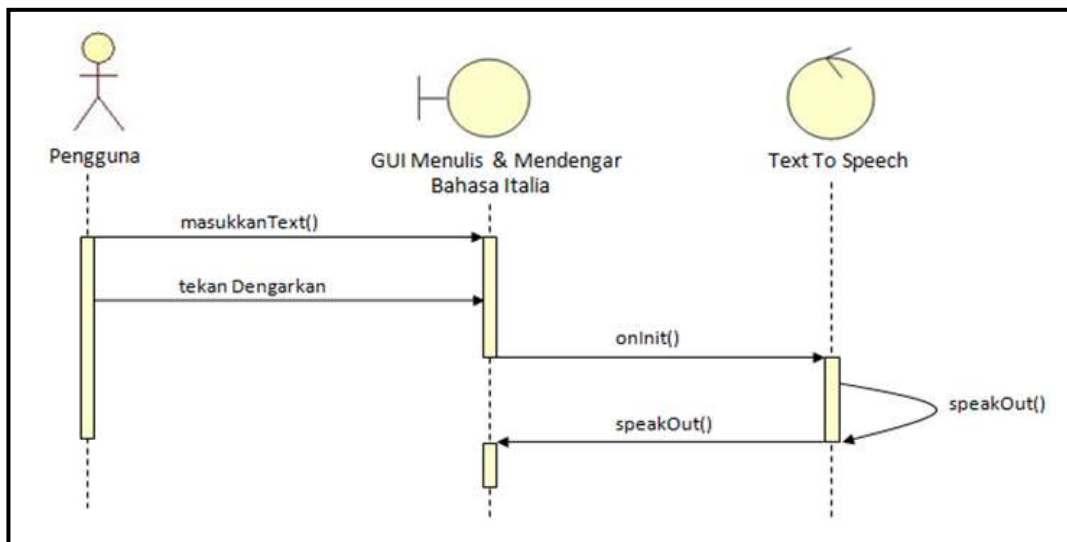 Pengguna
GUI Menulis & Mendengar
Bahasa Italia
Text To Speech
masukkanText()
tekan Dengarkan
onInit()
speakOut()
speakOut()